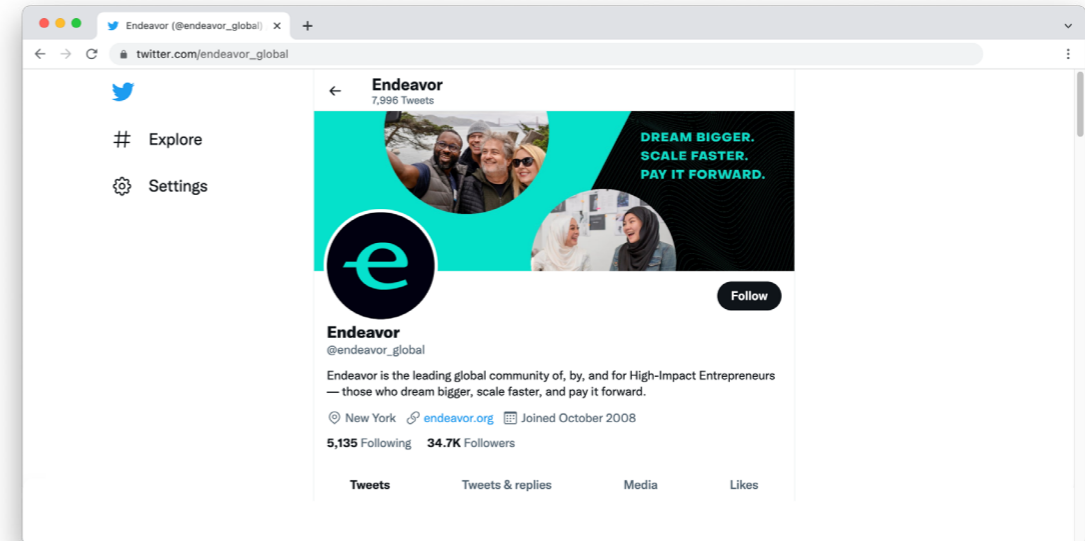 Endeavor (@endeavor_global)
twitter.com/endeavor_global
Endeavor
7,996 Tweets
Explore
Settings
DREAM BIGGER.
SCALE FASTER.
PAY IT FORWARD.
e
Follow
Endeavor
@endeavor_global
Endeavor is the leading global community of, by, and for High-Impact Entrepreneurs
— those who dream bigger, scale faster, and pay it forward.
New York endeavor.org Joined October 2008
5,135 Following 34.7K Followers
Tweets Tweets & replies Media Likes